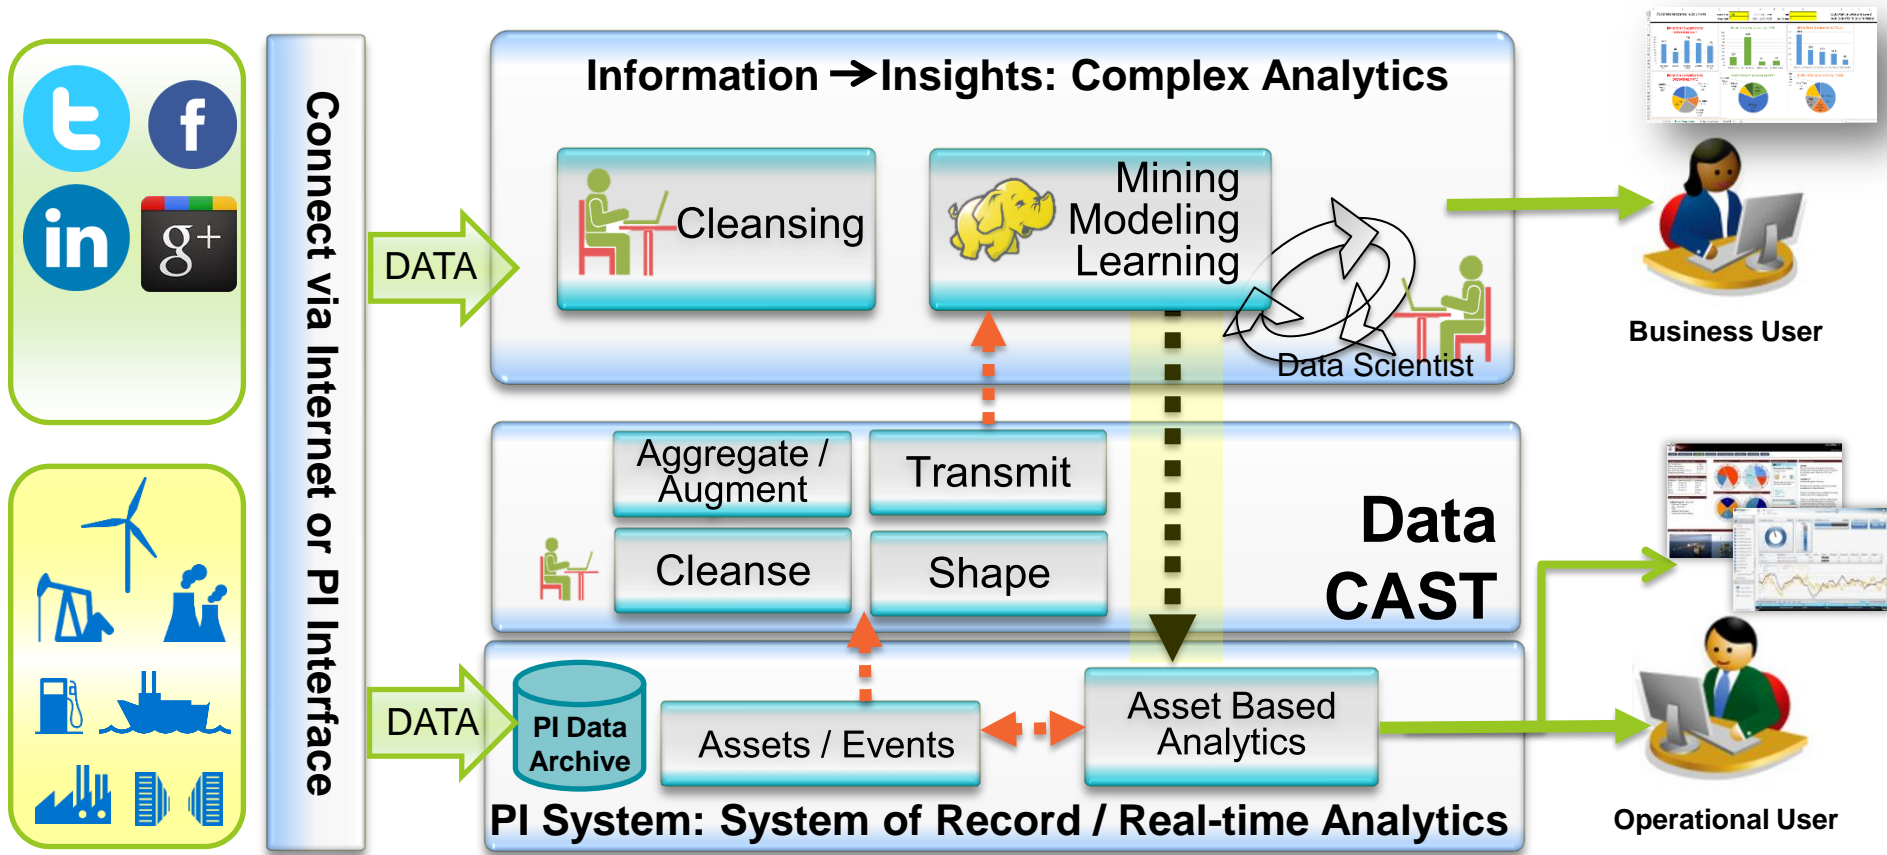 Information → Insights: Complex Analytics
Connect via Internet or PI Interface
t
f
in
g+
DATA
Cleansing
Mining
Modeling
Learning
Data Scientist
Business User
Aggregate /
Augment
Transmit
Cleanse
Shape
Data
CAST
DATA
PI Data
Archive
Assets / Events
Asset Based
Analytics
PI System: System of Record / Real-time Analytics
Operational User